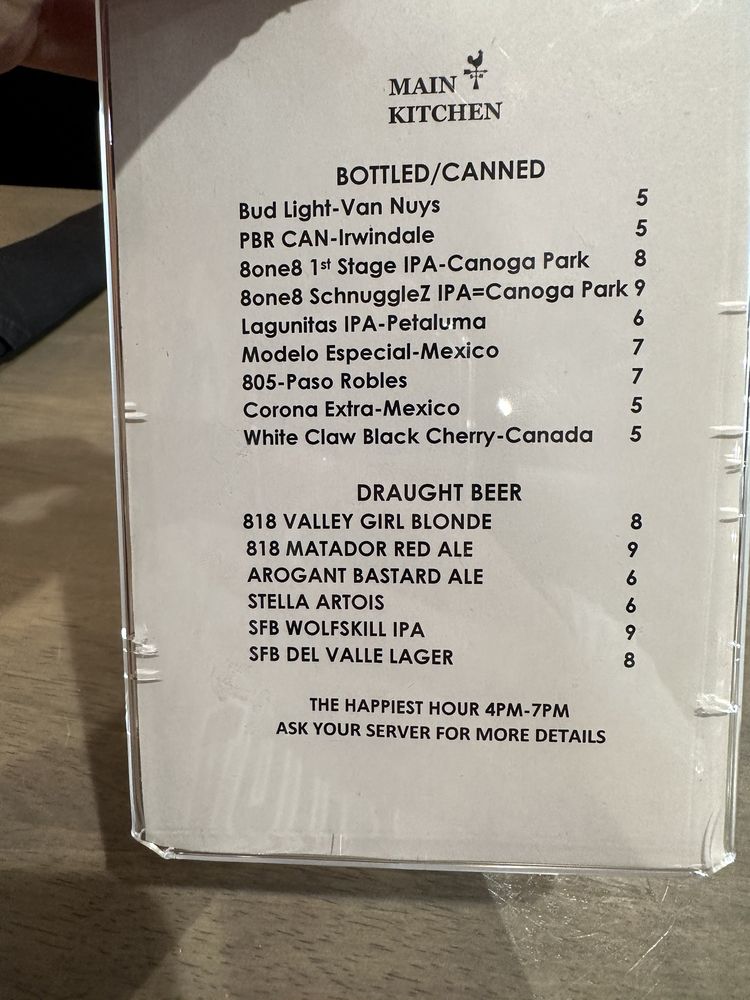 MAIN
KITCHEN
BOTTLED/CANNED
Bud Light-Van Nuys 5
PBR CAN-Irwindale 5
8one8 1st Stage IPA-Canoga Park 8
8one8 SchnuggleZ IPA=Canoga Park 9
Lagunitas IPA-Petaluma 6
Modelo Especial-Mexico 7
805-Paso Robles 7
Corona Extra-Mexico 5
White Claw Black Cherry-Canada 5
DRAUGHT BEER
818 VALLEY GIRL BLONDE 8
818 MATADOR RED ALE 9
AROGANT BASTARD ALE 6
STELLA ARTOIS 6
SFB WOLFSKILL IPA 9
SFB DEL VALLE LAGER 8
THE HAPPIEST HOUR 4PM-7PM
ASK YOUR SERVER FOR MORE DETAILS